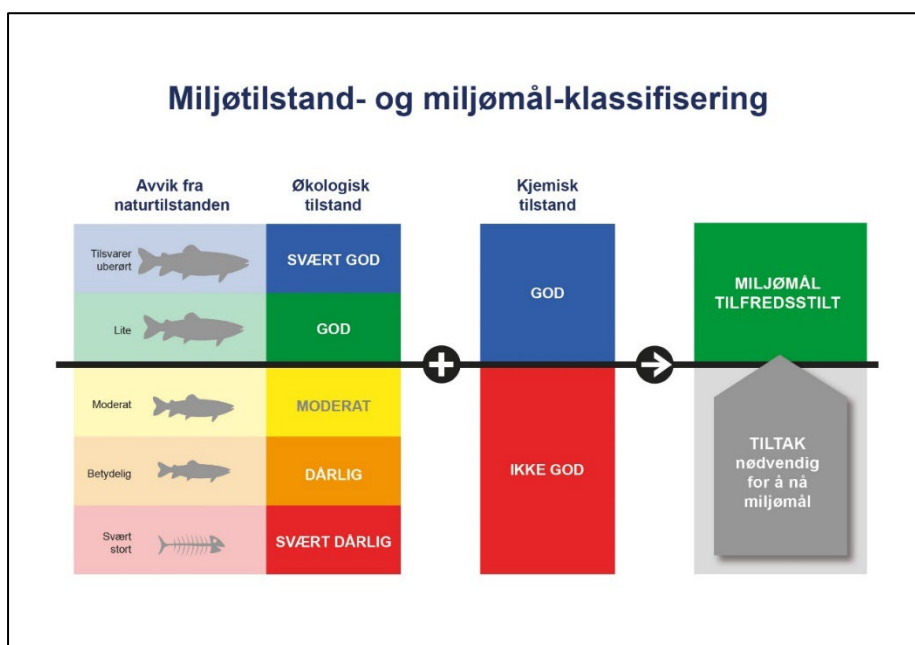 Miljøtilstand- og miljømål-klassifisering
Avvik fra
naturtilstanden
Økologisk
tilstand
Kjemisk
tilstand
Tilsvarer
uberørt
SVÆRT GOD
Lite
GOD
Moderat
MODERAT
Betydelig
DÅRLIG
Svært
stort
SVÆRT DÅRLIG
GOD
IKKE GOD
MILJØMÅL
TILFREDSSTILT
TILTAK
nødvendig
for å nå
miljømål